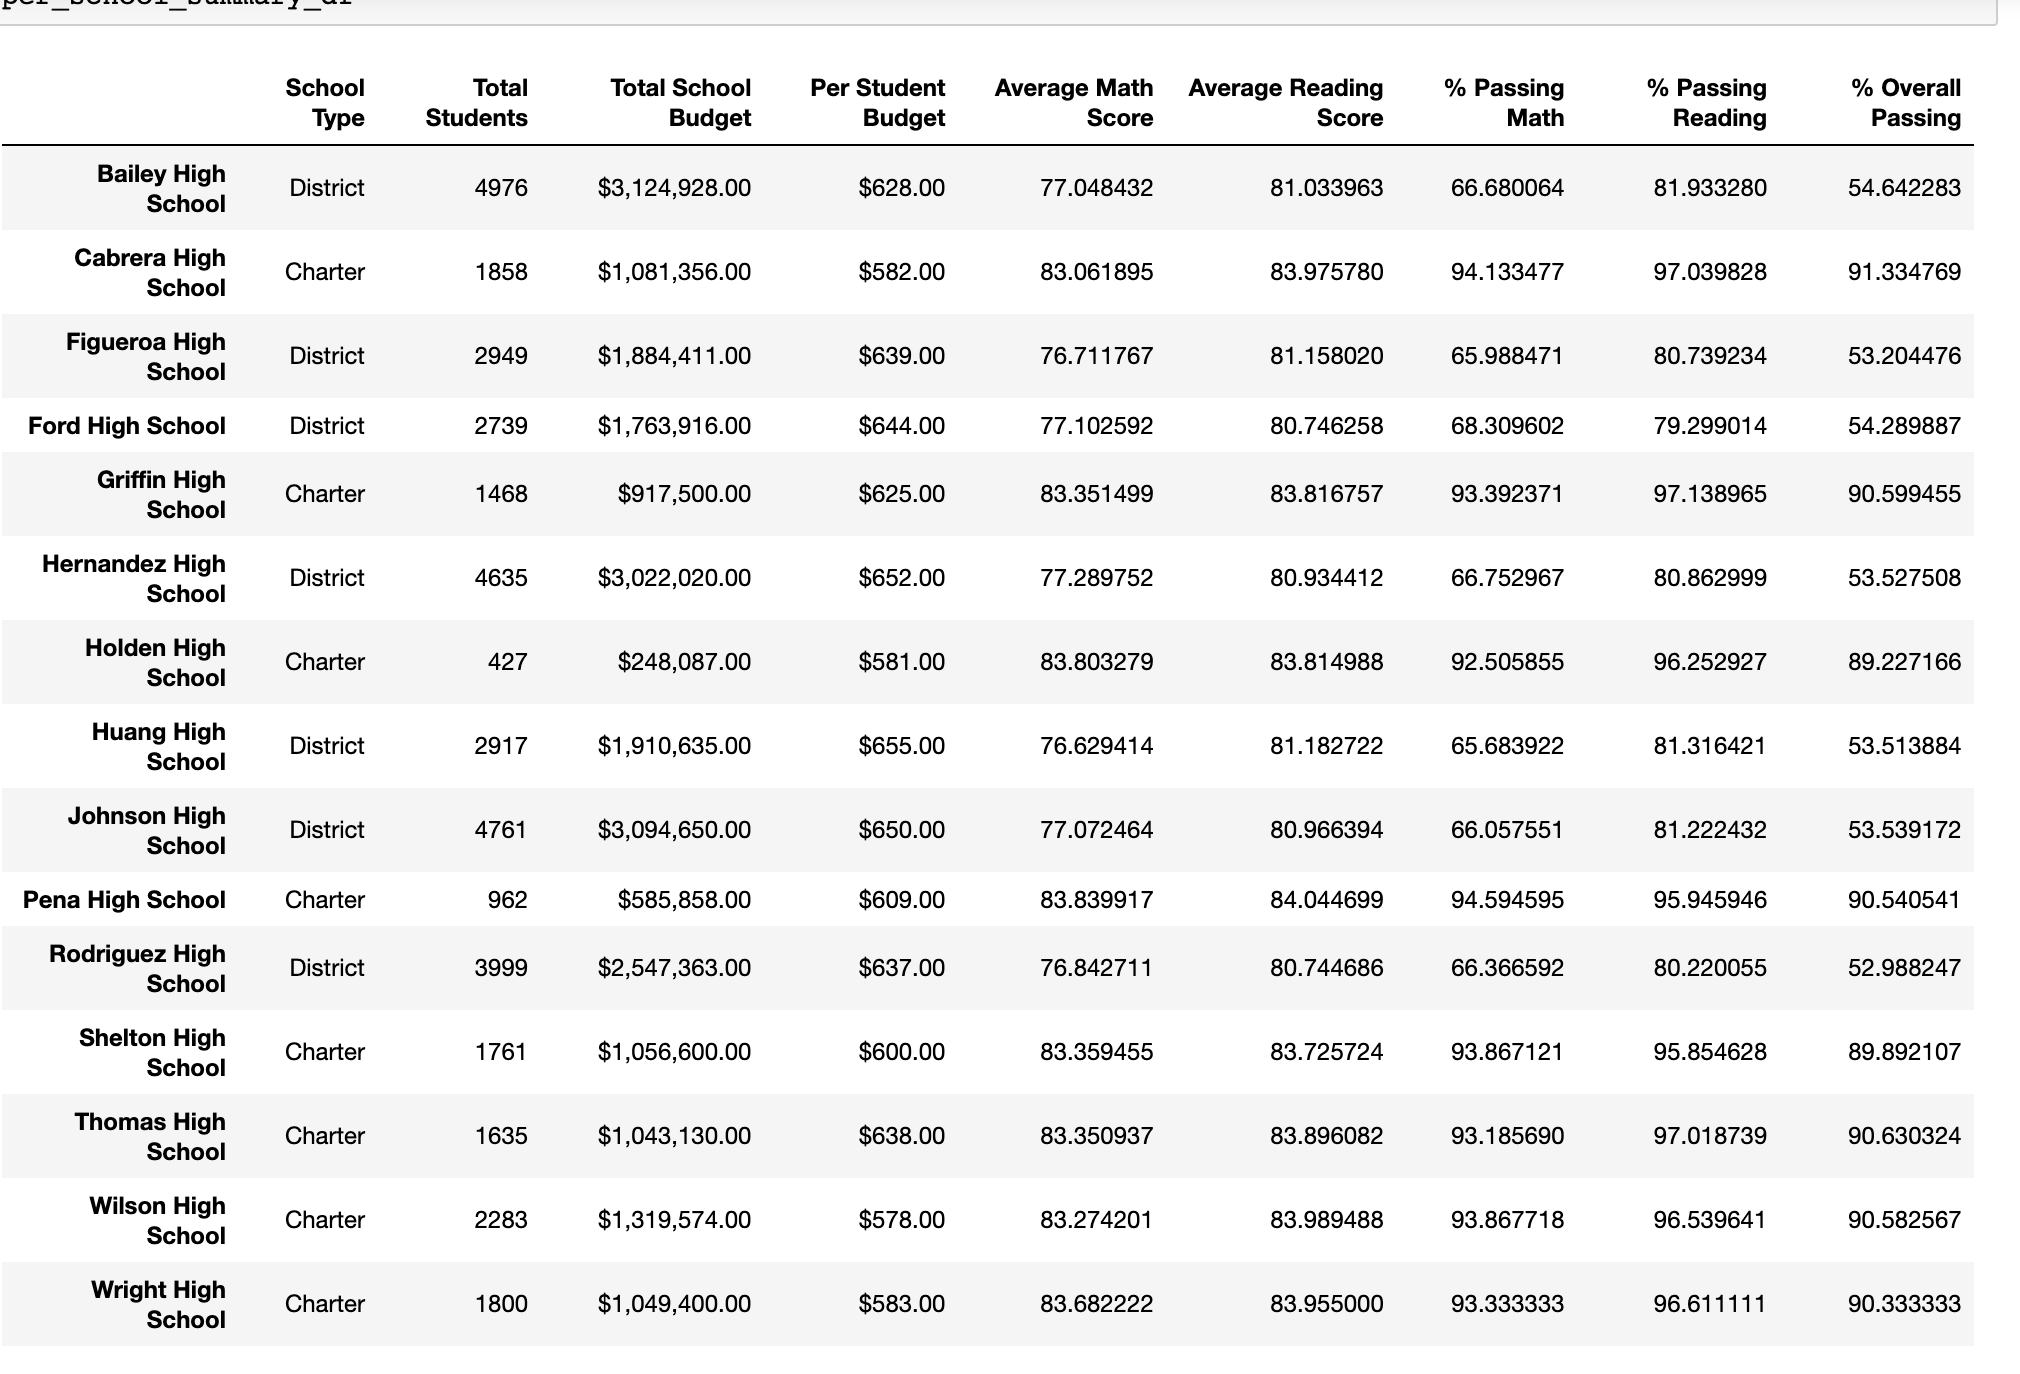 per_school_summary_df
School Total Total School Per Student Average Math Average Reading % Passing % Passing % Overall
Type Students Budget Budget Score Score Math Reading Passing
Bailey High School District 4976 $3,124,928.00 $628.00 77.048432 81.033963 66.680064 81.933280 54.642283
Cabrera High School Charter 1858 $1,081,356.00 $582.00 83.061895 83.975780 94.133477 97.039828 91.334769
Figueroa High School District 2949 $1,884,411.00 $639.00 76.711767 81.158020 65.988471 80.739234 53.204476
Ford High School District 2739 $1,763,916.00 $644.00 77.102592 80.746258 68.309602 79.299014 54.289887
Griffin High School Charter 1468 $917,500.00 $625.00 83.351499 83.816757 93.392371 97.138965 90.599455
Hernandez High School District 4635 $3,022,020.00 $652.00 77.289752 80.934412 66.752967 80.862999 53.527508
Holden High School Charter 427 $248,087.00 $581.00 83.803279 83.814988 92.505855 96.252927 89.227166
Huang High School District 2917 $1,910,635.00 $655.00 76.629414 81.182722 65.683922 81.316421 53.513884
Johnson High School District 4761 $3,094,650.00 $650.00 77.072464 80.966394 66.057551 81.222432 53.539172
Pena High School Charter 962 $585,858.00 $609.00 83.839917 84.044699 94.594595 95.945946 90.540541
Rodriguez High School District 3999 $2,547,363.00 $637.00 76.842711 80.744686 66.366592 80.220055 52.988247
Shelton High School Charter 1761 $1,056,600.00 $600.00 83.359455 83.725724 93.867121 95.854628 89.892107
Thomas High School Charter 1635 $1,043,130.00 $638.00 83.350937 83.896082 93.185690 97.018739 90.630324
Wilson High School Charter 2283 $1,319,574.00 $578.00 83.274201 83.989488 93.867718 96.539641 90.582567
Wright High School Charter 1800 $1,049,400.00 $583.00 83.682222 83.955000 93.333333 96.611111 90.333333